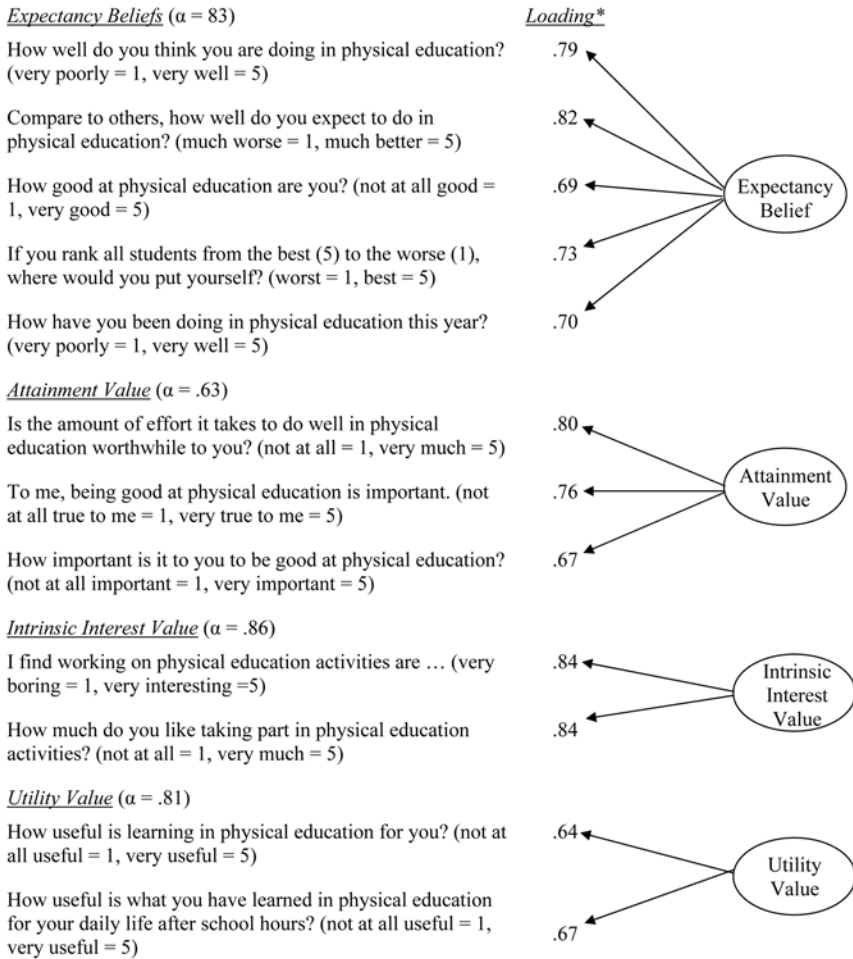 Expectancy Beliefs (α = 83) Loading*
How well do you think you are doing in physical education? .79
(very poorly = 1, very well = 5)
Compare to others, how well do you expect to do in .82
physical education? (much worse = 1, much better = 5)
How good at physical education are you? (not at all good = .69
1, very good = 5)
Expectancy
Belief
If you rank all students from the best (5) to the worse (1), .73
where would you put yourself? (worst = 1, best = 5)
How have you been doing in physical education this year? .70
(very poorly = 1, very well = 5)
Attainment Value (α = .63)
Is the amount of effort it takes to do well in physical .80
education worthwhile to you? (not at all = 1, very much = 5)
To me, being good at physical education is important. (not .76
at all true to me = 1, very true to me = 5)
Attainment
Value
How important is it to you to be good at physical education? .67
(not at all important = 1, very important = 5)
Intrinsic Interest Value (α = .86)
I find working on physical education activities are … (very .84
boring = 1, very interesting =5)
Intrinsic
Interest
Value
How much do you like taking part in physical education .84
activities? (not at all = 1, very much = 5)
Utility Value (α = .81)
How useful is learning in physical education for you? (not at .64
all useful = 1, very useful = 5)
Utility
Value
How useful is what you have learned in physical education
for your daily life after school hours? (not at all useful = 1, .67
very useful = 5)